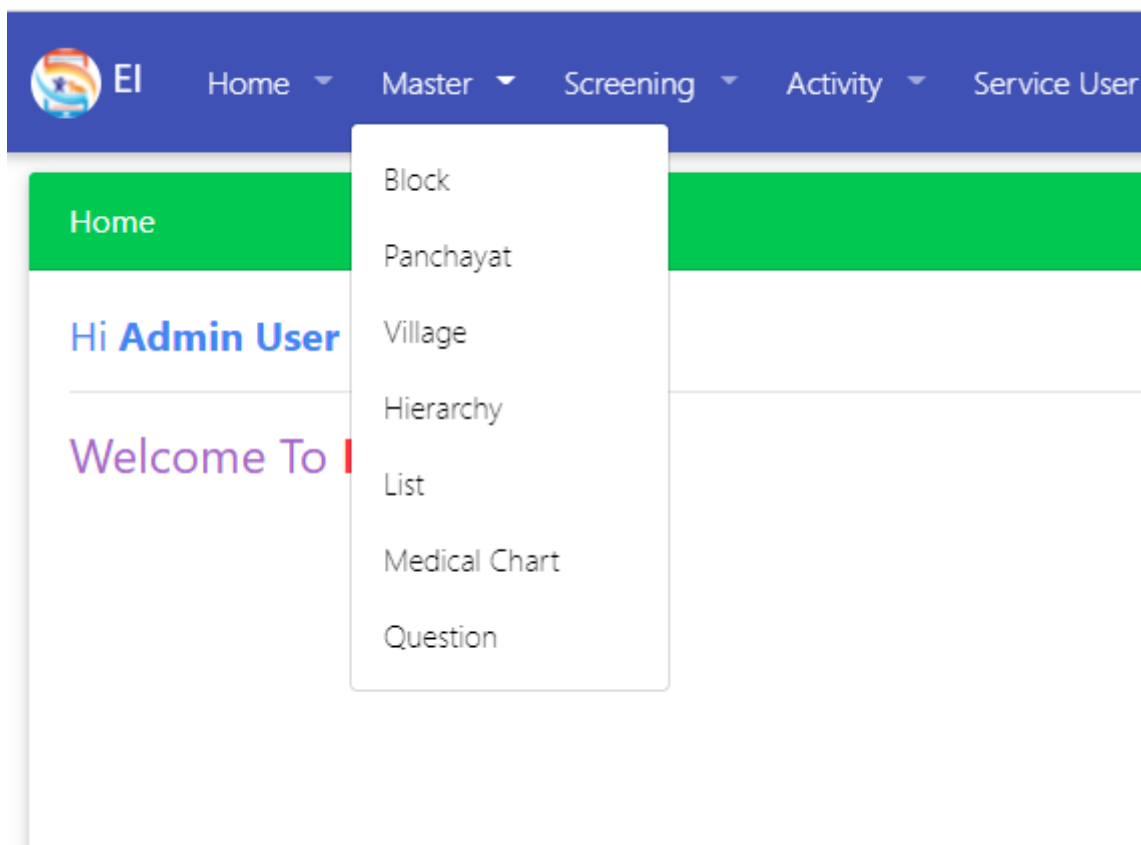 EI Home Master Screening Activity Service User
Block
Home
Panchayat
Hi Admin User
Village
Hierarchy
Welcome To
List
Medical Chart
Question